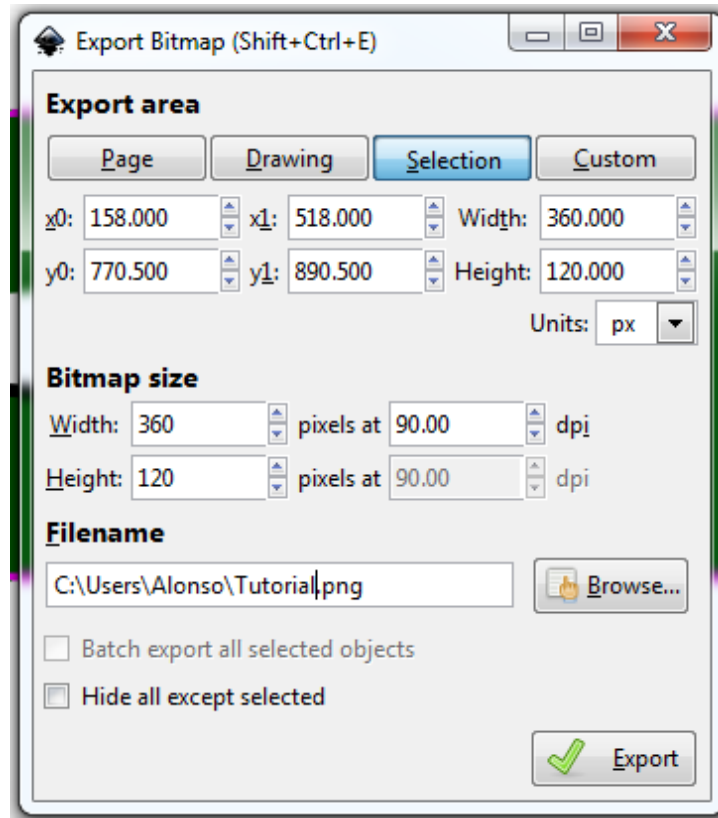 Export Bitmap (Shift+Ctrl+E)
Export area
Page Drawing Selection Custom
x0: 158.000 x1: 518.000 Width: 360.000
y0: 770.500 y1: 890.500 Height: 120.000
Units: px
Bitmap size
Width: 360 pixels at 90.00 dpi
Height: 120 pixels at 90.00 dpi
Filename
C:\Users\Alonso\Tutorial.png Browse...
Batch export all selected objects
Hide all except selected
Export